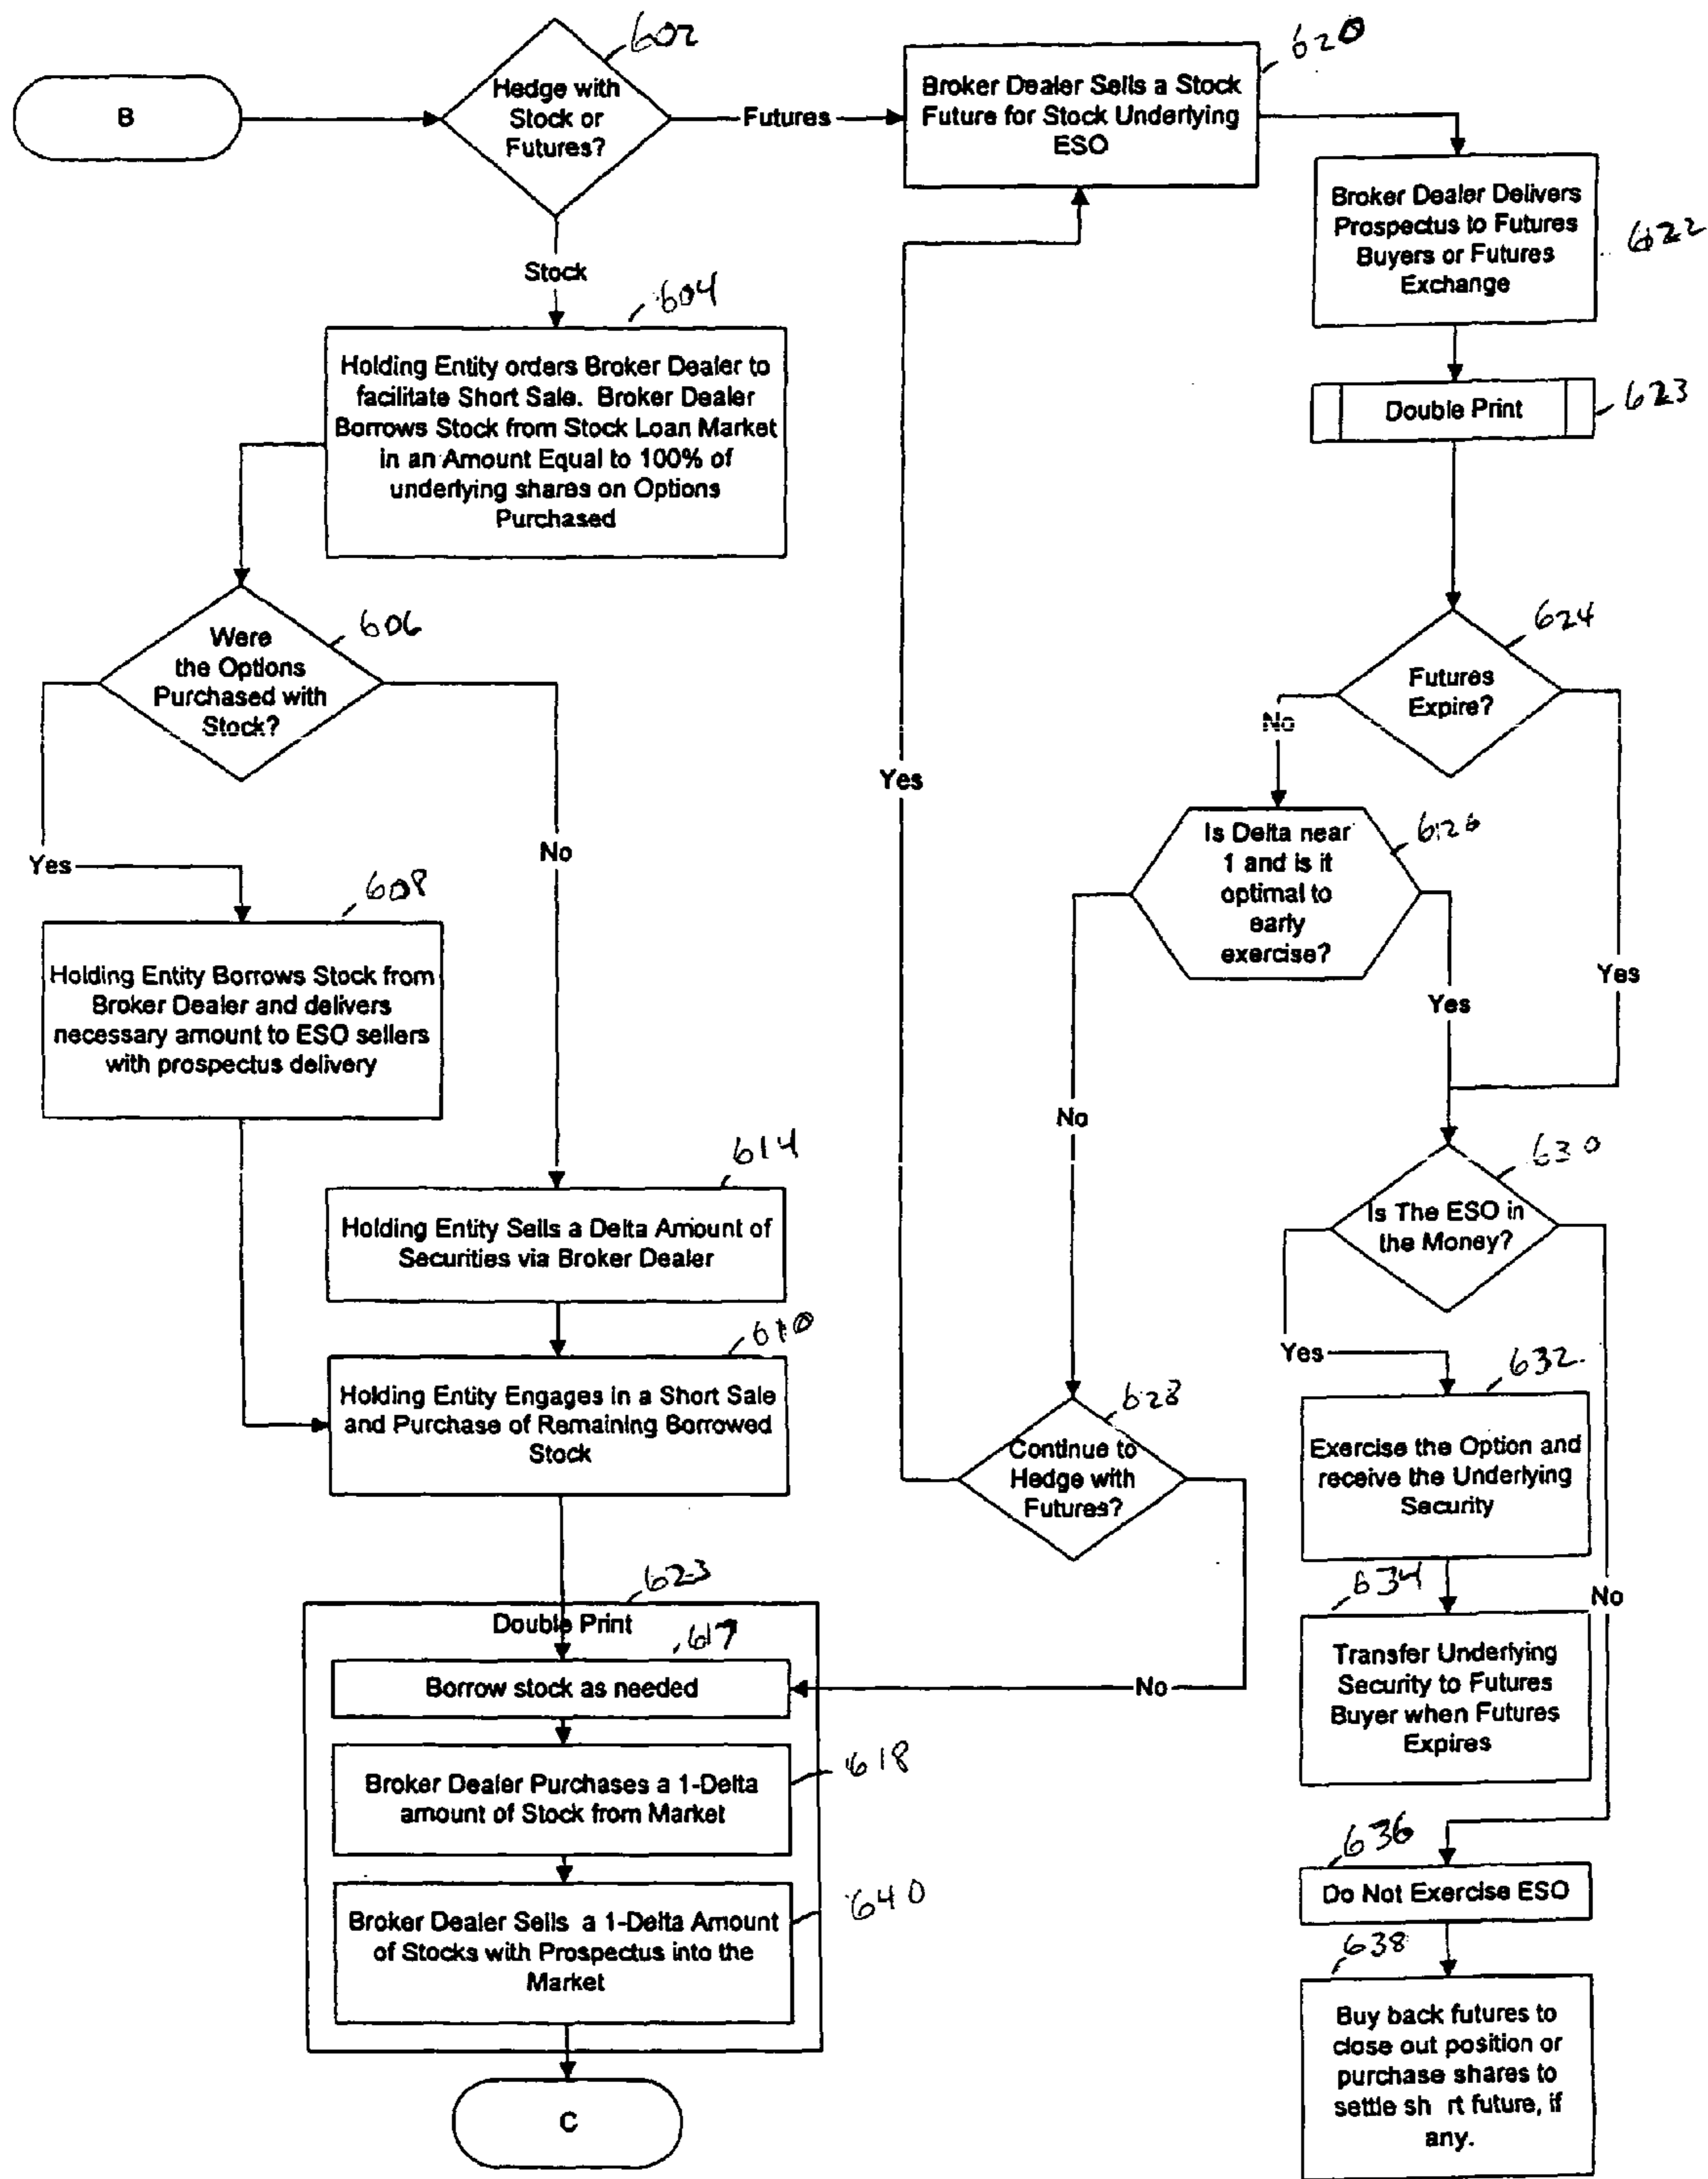 B
602
Hedge with
Stock or
Futures?
Futures
620
Broker Dealer Sells a Stock
Future for Stock Underlying
ESO
Broker Dealer Delivers
Prospectus to Futures
Buyers or Futures
Exchange
622
Stock
604
Holding Entity orders Broker Dealer to
facilitate Short Sale. Broker Dealer
Borrows Stock from Stock Loan Market
in an Amount Equal to 100% of
underlying shares on Options
Purchased
Double Print
623
Were
the Options
Purchased with
Stock?
606
624
Futures
Expire?
No
Yes
Yes
No
Yes
608
Holding Entity Borrows Stock from
Broker Dealer and delivers
necessary amount to ESO sellers
with prospectus delivery
Is Delta near
1 and is it
optimal to
early
exercise?
626
Yes
No
614
Holding Entity Sells a Delta Amount of
Securities via Broker Dealer
630
Is The ESO in
the Money?
610
Holding Entity Engages in a Short Sale
and Purchase of Remaining Borrowed
Stock
Yes
No
632
Exercise the Option and
receive the Underlying
Security
628
Continue to
Hedge with
Futures?
No
623
Double Print
617
Borrow stock as needed
618
Broker Dealer Purchases a 1-Delta
amount of Stock from Market
640
Broker Dealer Sells a 1-Delta Amount
of Stocks with Prospectus into the
Market
C
634
Transfer Underlying
Security to Futures
Buyer when Futures
Expires
636
Do Not Exercise ESO
638
Buy back futures to
close out position or
purchase shares to
settle sh rt future, if
any.